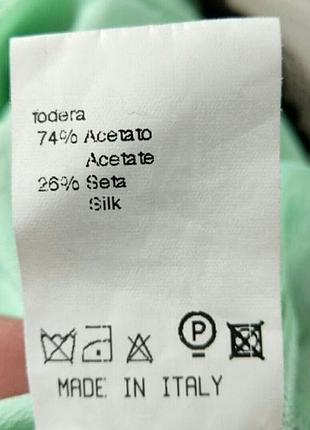 fodera
74% Acetato
Acetate
26% Seta
Silk
P
MADE IN ITALY